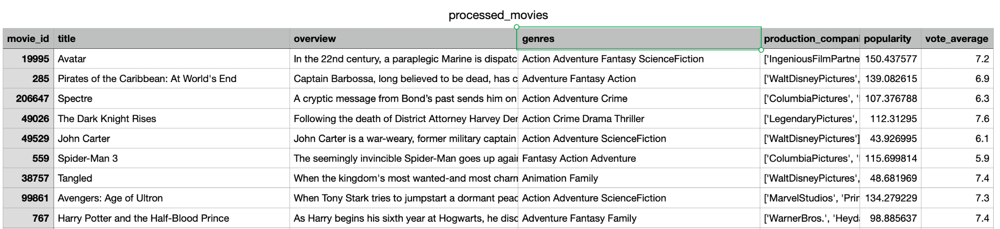 processed_movies
movie_id title overview genres production_compani popularity vote_average
19995 Avatar In the 22nd century, a paraplegic Marine is dispatc Action Adventure Fantasy ScienceFiction ['IngeniousFilmPartne 150.437577 7.2
285 Pirates of the Caribbean: At World's End Captain Barbossa, long believed to be dead, has c Adventure Fantasy Action ['WaltDisneyPictures', 139.082615 6.9
206647 Spectre A cryptic message from Bond’s past sends him on Action Adventure Crime ['ColumbiaPictures', ' 107.376788 6.3
49026 The Dark Knight Rises Following the death of District Attorney Harvey Der Action Crime Drama Thriller ['LegendaryPictures', 112.31295 7.6
49529 John Carter John Carter is a war-weary, former military captain Action Adventure ScienceFiction ['WaltDisneyPictures'] 43.926995 6.1
559 Spider-Man 3 The seemingly invincible Spider-Man goes up agai Fantasy Action Adventure ['ColumbiaPictures', ' 115.699814 5.9
38757 Tangled When the kingdom's most wanted-and most charn Animation Family ['WaltDisneyPictures', 48.681969 7.4
99861 Avengers: Age of Ultron When Tony Stark tries to jumpstart a dormant peac Action Adventure ScienceFiction ['MarvelStudios', 'Prin 134.279229 7.3
767 Harry Potter and the Half-Blood Prince As Harry begins his sixth year at Hogwarts, he disc Adventure Fantasy Family ['WarnerBros.', 'Heyda 98.885637 7.4